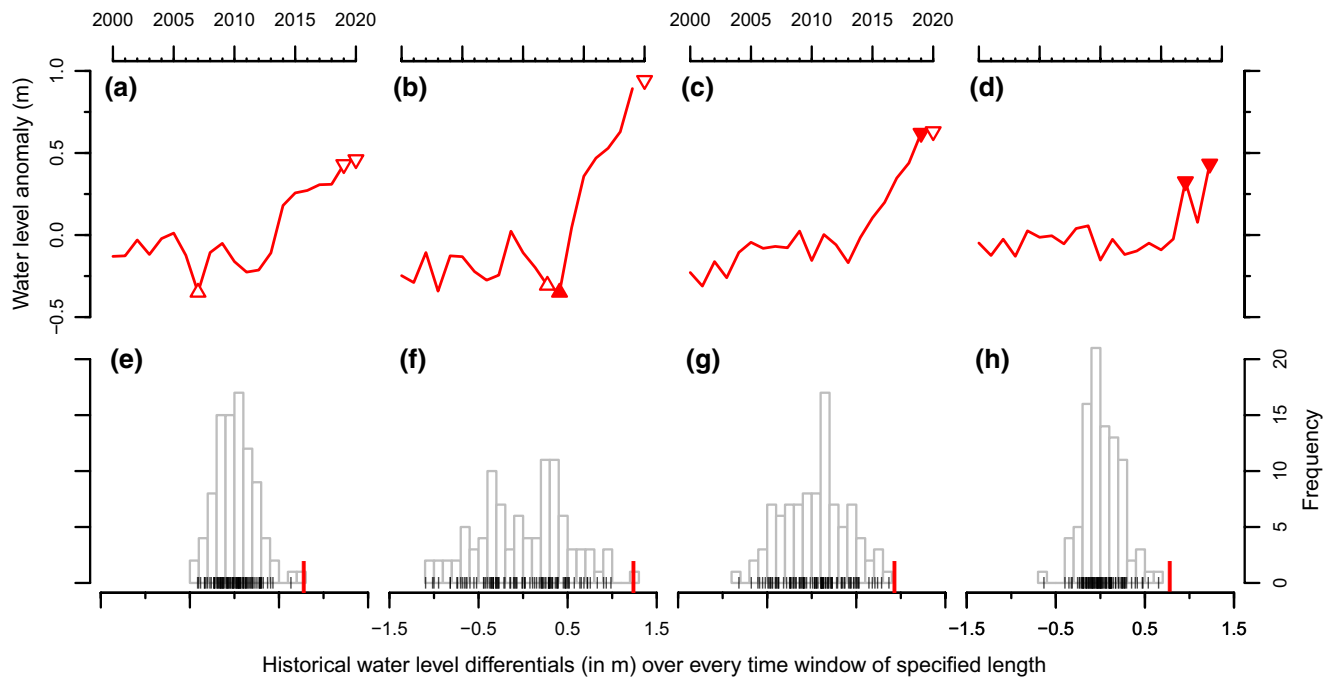 2000 2005 2010 2015 2020 2000 2005 2010 2015 2020
Water level anomaly (m)
1.0
0.5
0.0
−0.5
(a) (b) (c) (d)
(e) (f) (g) (h)
20
15
10
5
0
Frequency
−1.5 −0.5 0.5 1.5 −1.5 −0.5 0.5 1.5
Historical water level differentials (in m) over every time window of specified length